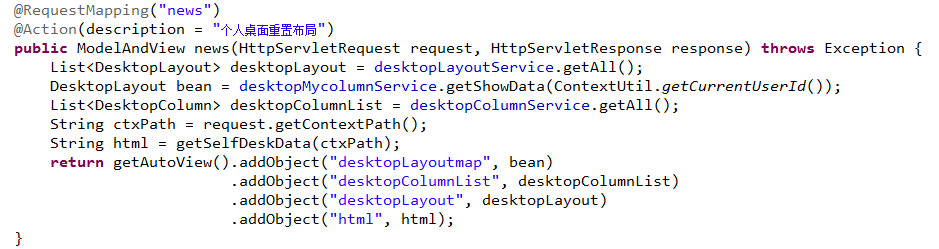 @RequestMapping("news")
@Action(description = "个人桌面重置布局")
public ModelAndView news(HttpServletRequest request, HttpServletResponse response) throws Exception {
    List<DesktopLayout> desktopLayout = desktopLayoutService.getAll();
    DesktopLayout bean = desktopMycolumnService.getShowData(ContextUtil.getCurrentUserId());
    List<DesktopColumn> desktopColumnList = desktopColumnService.getAll();
    String ctxPath = request.getContextPath();
    String html = getSelfDeskData(ctxPath);
    return getAutoView().addObject("desktopLayoutmap", bean)
                        .addObject("desktopColumnList", desktopColumnList)
                        .addObject("desktopLayout", desktopLayout)
                        .addObject("html", html);
}